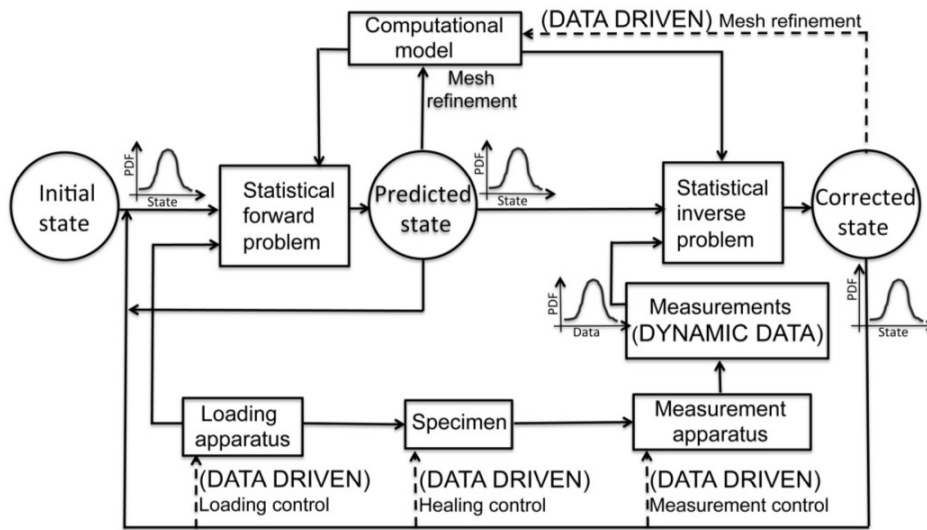 (DATA DRIVEN) Mesh refinement
Computational
model
Mesh
refinement
PDF
State
Initial
state
Statistical
forward
problem
Predicted
state
PDF
State
Statistical
inverse
problem
Corrected
state
PDF
Data
Measurements
(DYNAMIC DATA)
PDF
State
Loading
apparatus
Specimen
Measurement
apparatus
(DATA DRIVEN)
Loading control
(DATA DRIVEN)
Healing control
(DATA DRIVEN)
Measurement control